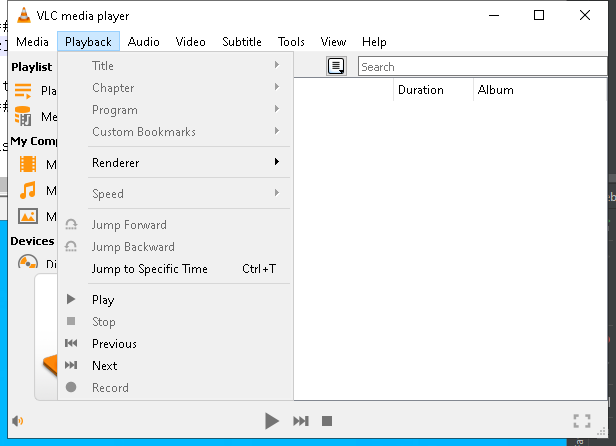 VLC media player
Media Playback Audio Video Subtitle Tools View Help
Playlist
Search
Duration Album
Title
Chapter
Program
Custom Bookmarks
Renderer
Speed
Jump Forward
Jump Backward
Jump to Specific Time Ctrl+T
Play
Stop
Previous
Next
Record
Pla
Me
My Comp
M
M
M
Devices
Di